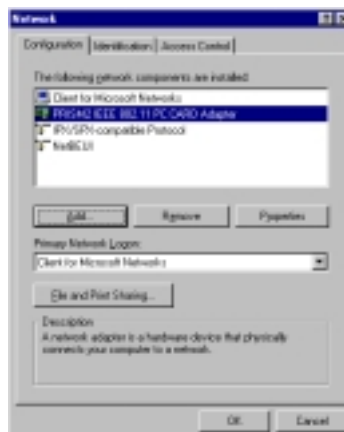 Network
Configuration Identification Access Control
The following network components are installed:
Client for Microsoft Networks
PRISM2 IEEE 802.11 PC CARD Adapter
IPX/SPX-compatible Protocol
NetBEUI
Add... Remove Properties
Primary Network Logon:
Client for Microsoft Networks
File and Print Sharing...
Description
A network adapter is a hardware device that physically
connects your computer to a network.
OK Cancel